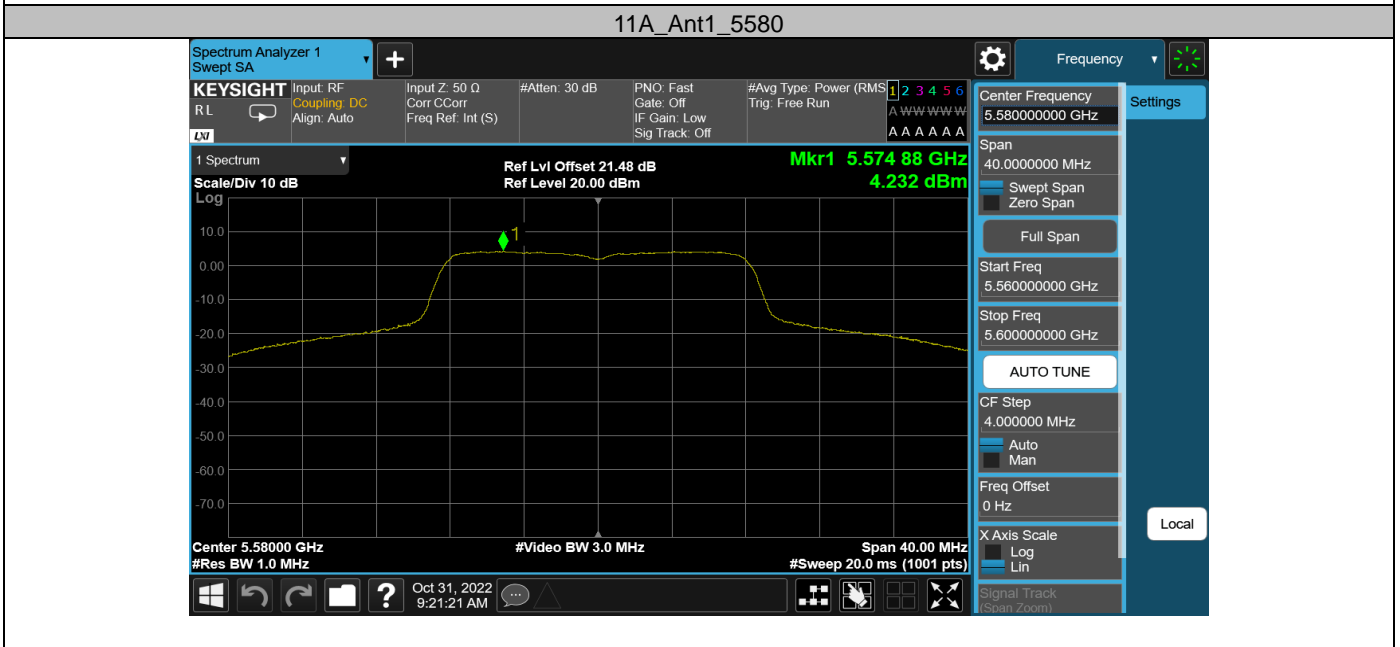 11A_Ant1_5580
Spectrum Analyzer 1
Swept SA
Frequency
KEYSIGHT
RL
LXI
Input: RF
Coupling: DC
Align: Auto
Input Z: 50 Ω
Corr CCorr
Freq Ref: Int (S)
#Atten: 30 dB
PNO: Fast
Gate: Off
IF Gain: Low
Sig Track: Off
#Avg Type: Power (RMS
Trig: Free Run
1 2 3 4 5 6
A W W W W W
A A A A A A
1 Spectrum
Scale/Div 10 dB
Log
Ref Lvl Offset 21.48 dB
Ref Level 20.00 dBm
Mkr1 5.574 88 GHz
4.232 dBm
1
10.0
0.00
-10.0
-20.0
-30.0
-40.0
-50.0
-60.0
-70.0
Center 5.58000 GHz
#Res BW 1.0 MHz
#Video BW 3.0 MHz
Span 40.00 MHz
#Sweep 20.0 ms (1001 pts)
Center Frequency
5.580000000 GHz
Settings
Span
40.0000000 MHz
Swept Span
Zero Span
Full Span
Start Freq
5.560000000 GHz
Stop Freq
5.600000000 GHz
AUTO TUNE
CF Step
4.000000 MHz
Auto
Man
Freq Offset
0 Hz
X Axis Scale
Log
Lin
Signal Track
(Span Zoom)
Local
?
Oct 31, 2022
9:21:21 AM